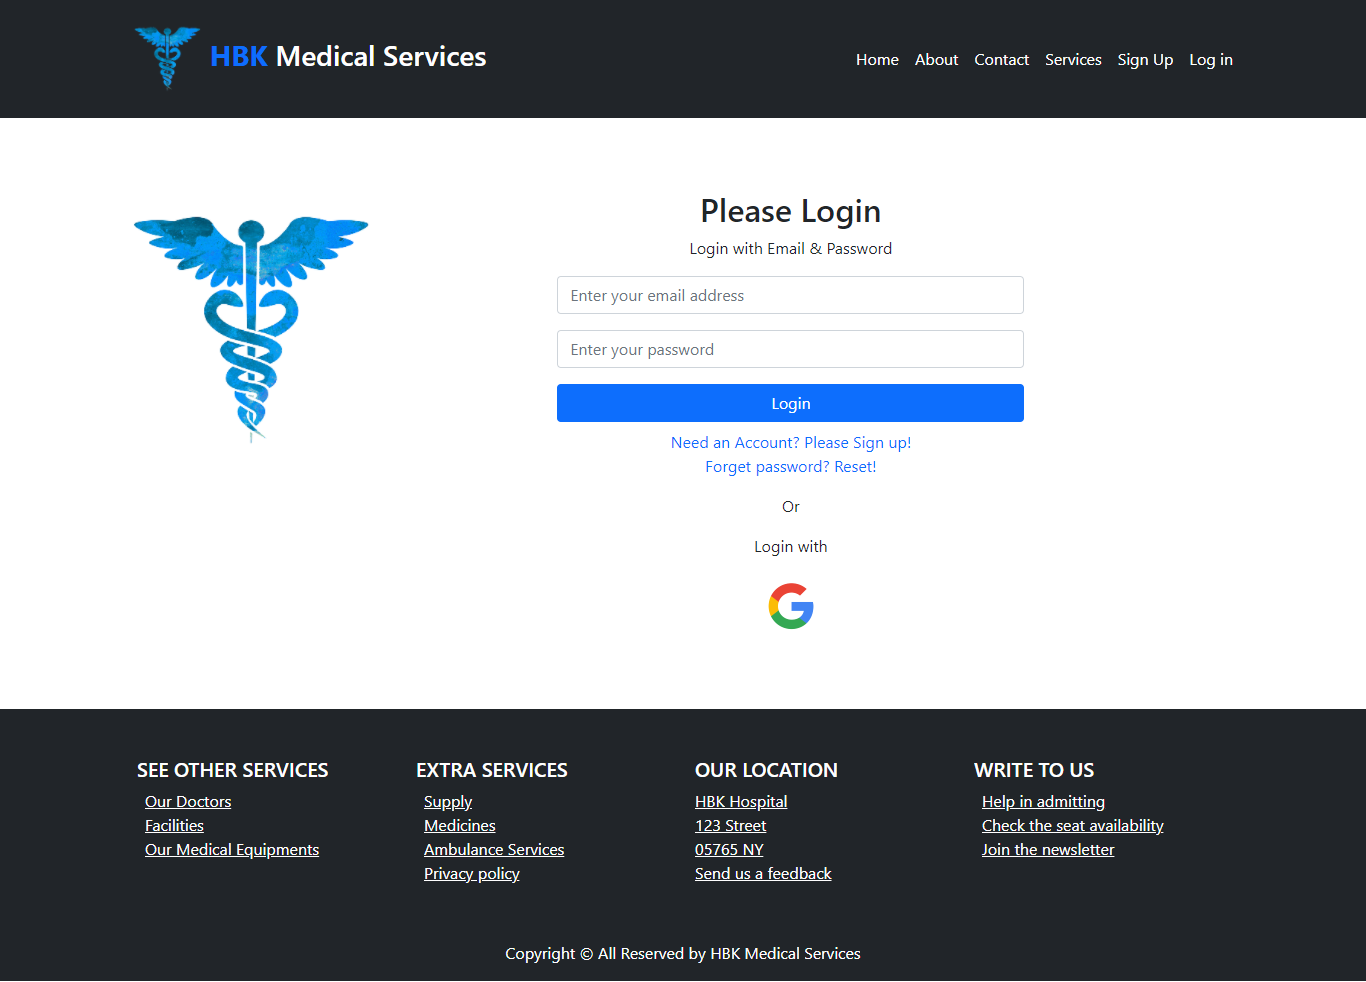 HBK Medical Services
Home About Contact Services Sign Up Log in
Please Login
Login with Email & Password
Enter your email address
Enter your password
Login
Need an Account? Please Sign up!
Forget password? Reset!
Or
Login with
SEE OTHER SERVICES
Our Doctors
Facilities
Our Medical Equipments
EXTRA SERVICES
Supply
Medicines
Ambulance Services
Privacy policy
OUR LOCATION
HBK Hospital
123 Street
05765 NY
Send us a feedback
WRITE TO US
Help in admitting
Check the seat availability
Join the newsletter
Copyright © All Reserved by HBK Medical Services